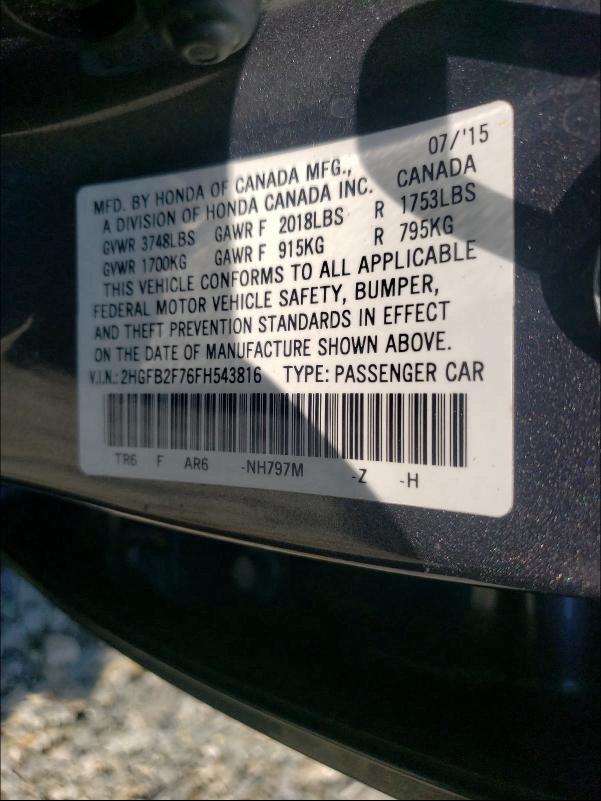 07/'15
MFD. BY HONDA OF CANADA MFG.,
A DIVISION OF HONDA CANADA INC. CANADA
GVWR 3748LBS GAWR F 2018LBS R 1753LBS
GVWR 1700KG GAWR F 915KG R 795KG
THIS VEHICLE CONFORMS TO ALL APPLICABLE
FEDERAL MOTOR VEHICLE SAFETY, BUMPER,
AND THEFT PREVENTION STANDARDS IN EFFECT
ON THE DATE OF MANUFACTURE SHOWN ABOVE.
V.I.N.: 2HGFB2F76FH543816 TYPE: PASSENGER CAR
TR6 F AR6 -NH797M -Z -H